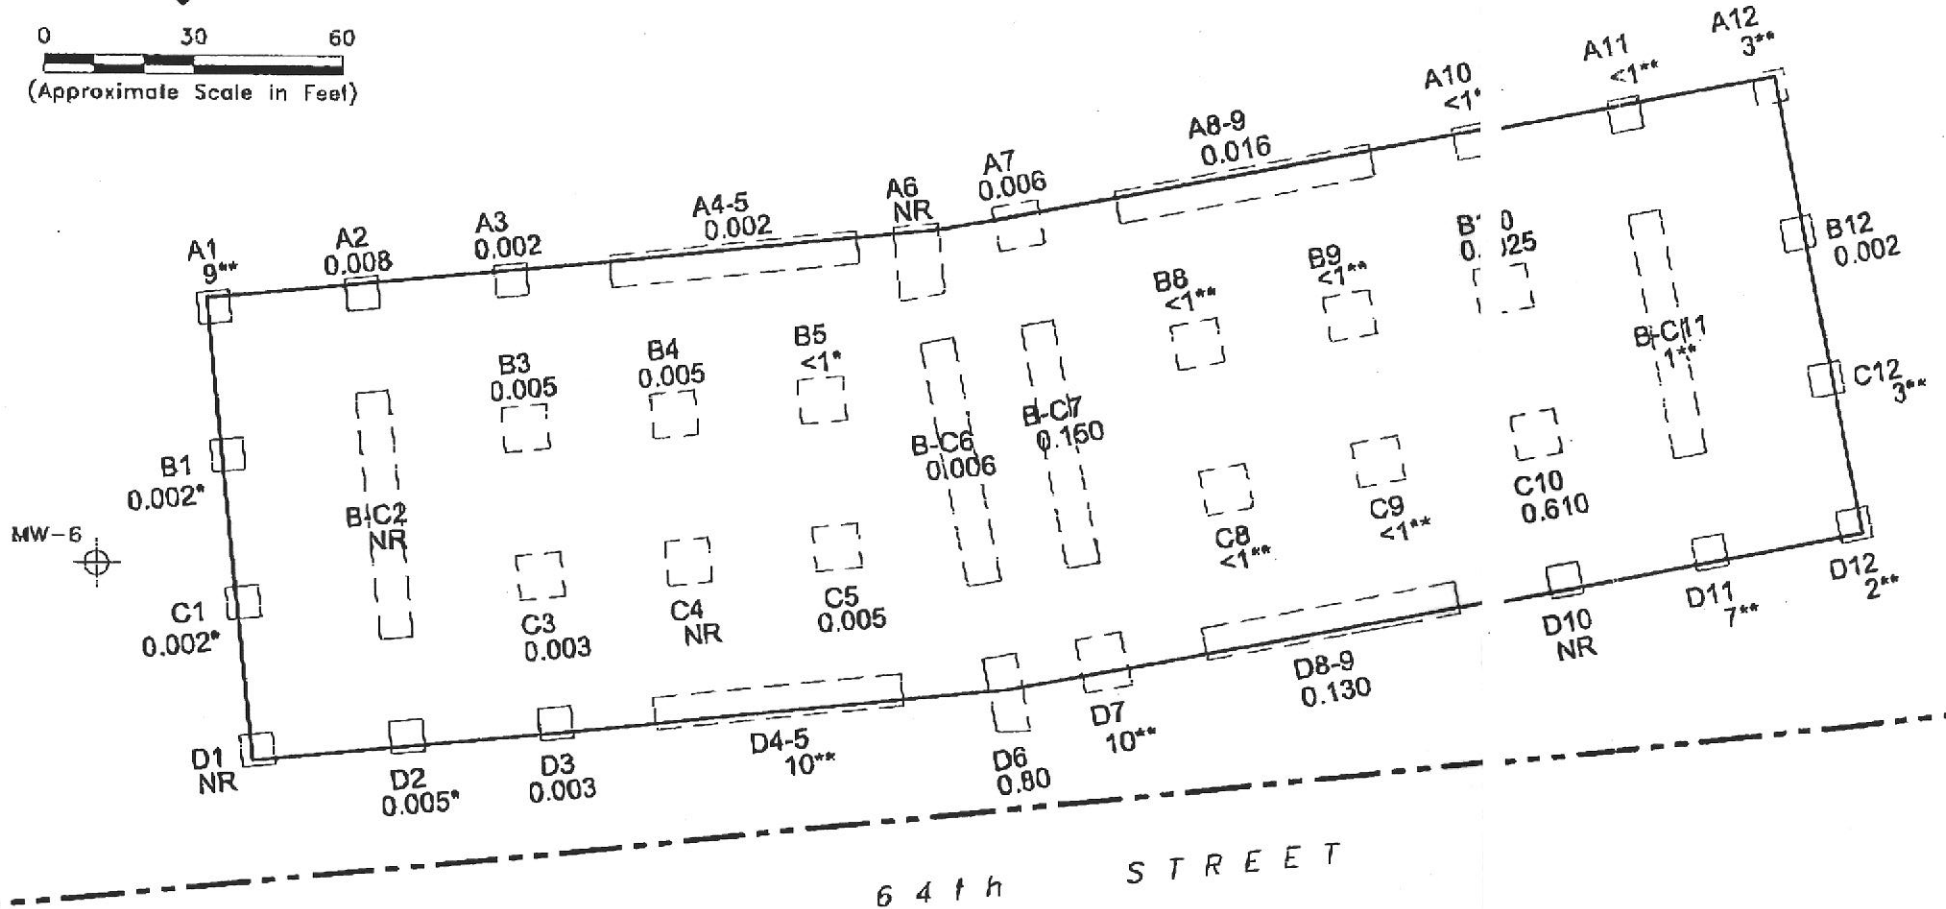 0 30 60
(Approximate Scale in Feet)
A1
9**
A2
0.008
A3
0.002
A4-5
0.002
A6
NR
A7
0.006
A8-9
0.016
A10
<1*
A11
<1**
A12
3**
B1
0.002*
B-C2
NR
B3
0.005
B4
0.005
B5
<1*
B-C6
0.006
B-C7
0.150
B8
<1**
B9
<1**
B-C11
1**
B12
0.002
MW-6
C1
0.002*
C3
0.003
C4
NR
C5
0.005
C8
<1**
C9
<1**
C10
0.610
C12
3**
D1
NR
D2
0.005*
D3
0.003
D4-5
10**
D6
0.80
D7
10**
D8-9
0.130
D10
NR
D11
7**
D12
2**
64th STREET